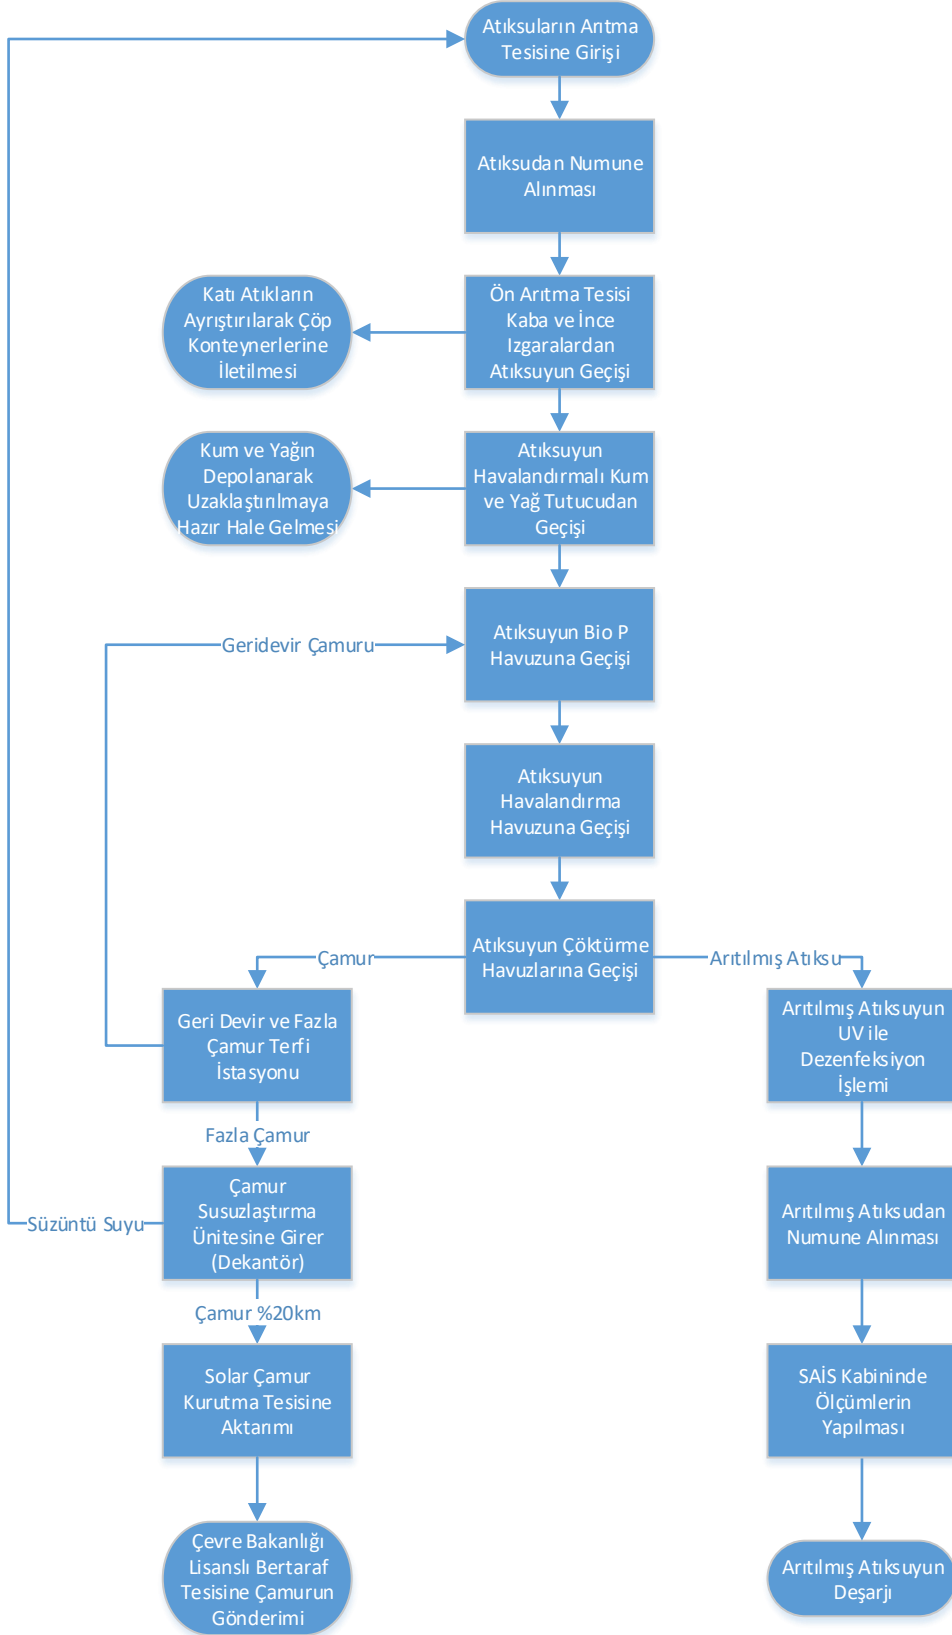 Atıksuların Arıtma
Tesisine Girişi
Atıksudan Numune
Alınması
Katı Atıkların
Ayrıştırılarak Çöp
Konteynerlerine
İletilmesi
Ön Arıtma Tesisi
Kaba ve İnce
Izgaralardan
Atıksuyun Geçişi
Kum ve Yağın
Depolanarak
Uzaklaştırılmaya
Hazır Hale Gelmesi
Atıksuyun
Havalandırmalı Kum
ve Yağ Tutucudan
Geçişi
Geridevir Çamuru
Atıksuyun Bio P
Havuzuna Geçişi
Atıksuyun
Havalandırma
Havuzuna Geçişi
Çamur
Atıksuyun Çöktürme
Havuzlarına Geçişi
Arıtılmış Atıksu
Geri Devir ve Fazla
Çamur Terfi
İstasyonu
Arıtılmış Atıksuyun
UV ile
Dezenfeksiyon
İşlemi
Fazla Çamur
Süzüntü Suyu
Çamur
Susuzlaştırma
Ünitesine Girer
(Dekantör)
Arıtılmış Atıksudan
Numune Alınması
Çamur %20km
Solar Çamur
Kurutma Tesisine
Aktarımı
SAİS Kabininde
Ölçümlerin
Yapılması
Çevre Bakanlığı
Lisanslı Bertaraf
Tesisine Çamurun
Gönderimi
Arıtılmış Atıksuyun
Deşarjı